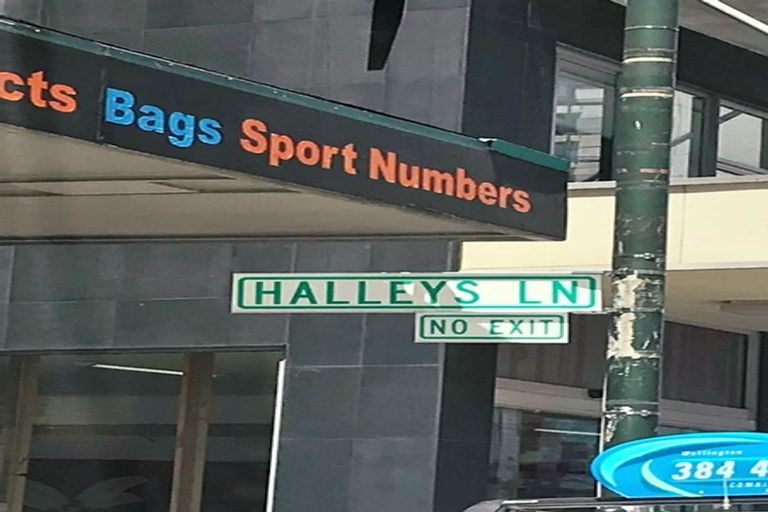 cts Bags Sport Numbers
HALLEYS LN
NO EXIT
Wellington
384 4